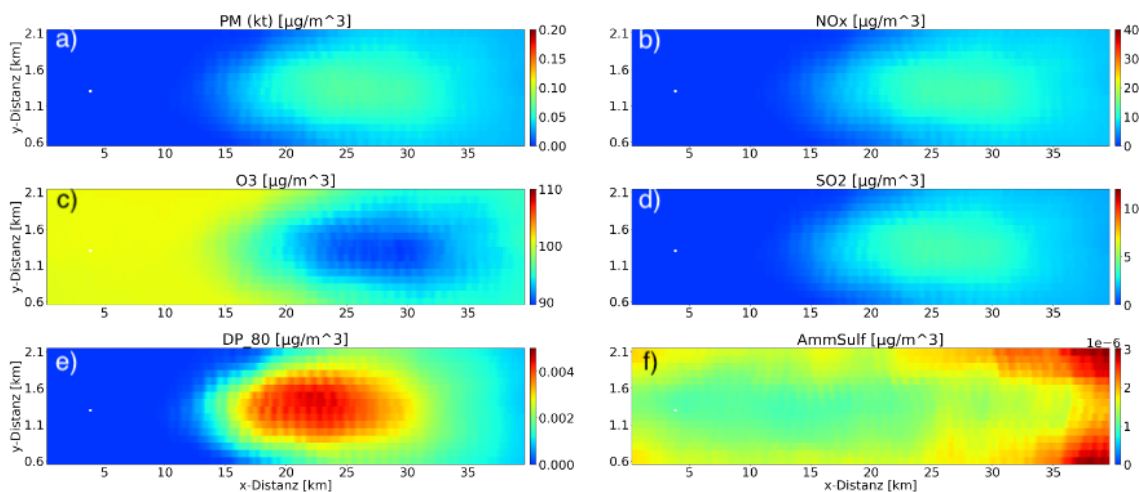 PM (kt) [µg/m^3]
a)
y-Distanz [km]
2.1
1.6
1.1
0.6
5 10 15 20 25 30 35
0.20
0.15
0.10
0.05
0.00
NOx [µg/m^3]
b)
y-Distanz [km]
2.1
1.6
1.1
0.6
5 10 15 20 25 30 35
40
30
20
10
0
O3 [µg/m^3]
c)
y-Distanz [km]
2.1
1.6
1.1
0.6
5 10 15 20 25 30 35
110
100
90
SO2 [µg/m^3]
d)
y-Distanz [km]
2.1
1.6
1.1
0.6
5 10 15 20 25 30 35
10
5
0
DP_80 [µg/m^3]
e)
y-Distanz [km]
2.1
1.6
1.1
0.6
5 10 15 20 25 30 35
x-Distanz [km]
0.004
0.002
0.000
AmmSulf [µg/m^3]
1e−6
f)
y-Distanz [km]
2.1
1.6
1.1
0.6
5 10 15 20 25 30 35
x-Distanz [km]
3
2
1
0